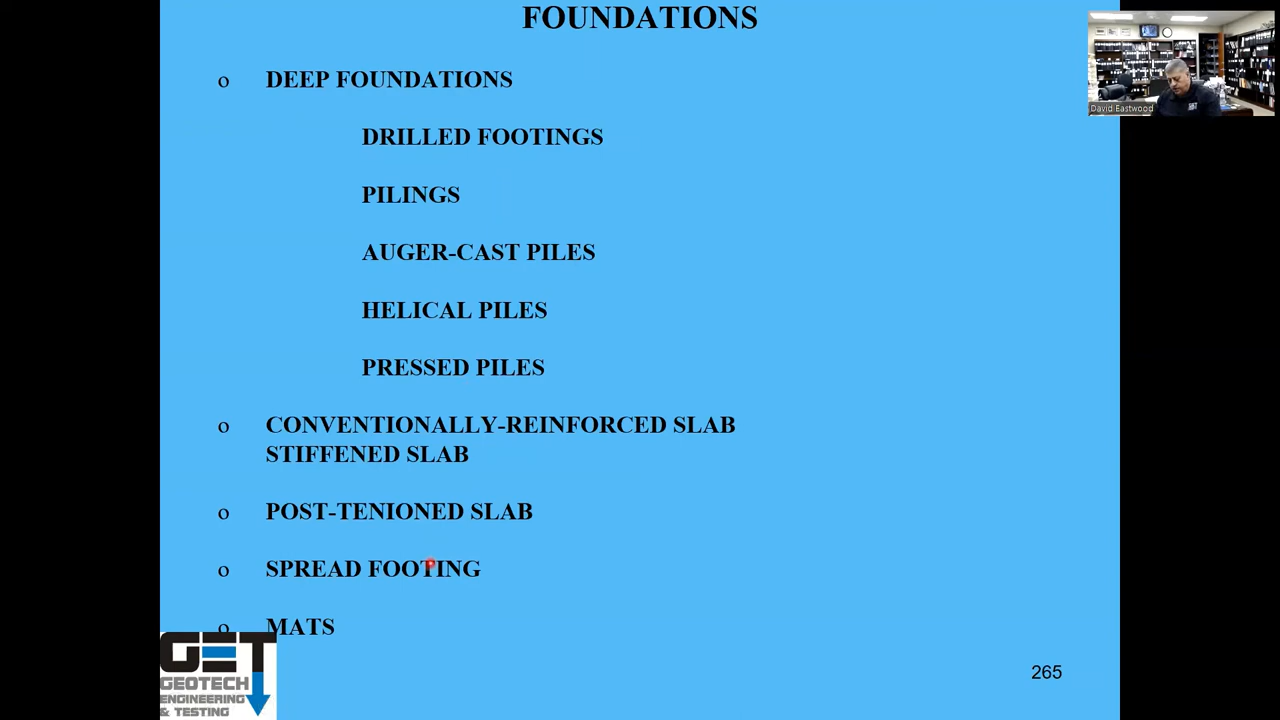 FOUNDATIONS
David Eastwood
o DEEP FOUNDATIONS
DRILLED FOOTINGS
PILINGS
AUGER-CAST PILES
HELICAL PILES
PRESSED PILES
o CONVENTIONALLY-REINFORCED SLAB
STIFFENED SLAB
o POST-TENIONED SLAB
o SPREAD FOOTING
o MATS
GET
GEOTECH
ENGINEERING
& TESTING
265